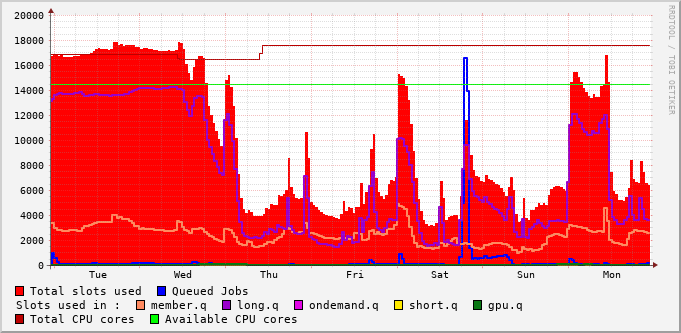 20000
18000
16000
14000
12000
10000
8000
6000
4000
2000
0
Tue Wed Thu Fri Sat Sun Mon
Total slots used Queued Jobs
Slots used in : member.q long.q ondemand.q short.q gpu.q
Total CPU cores Available CPU cores
RRDTOOL / TOBI OETIKER